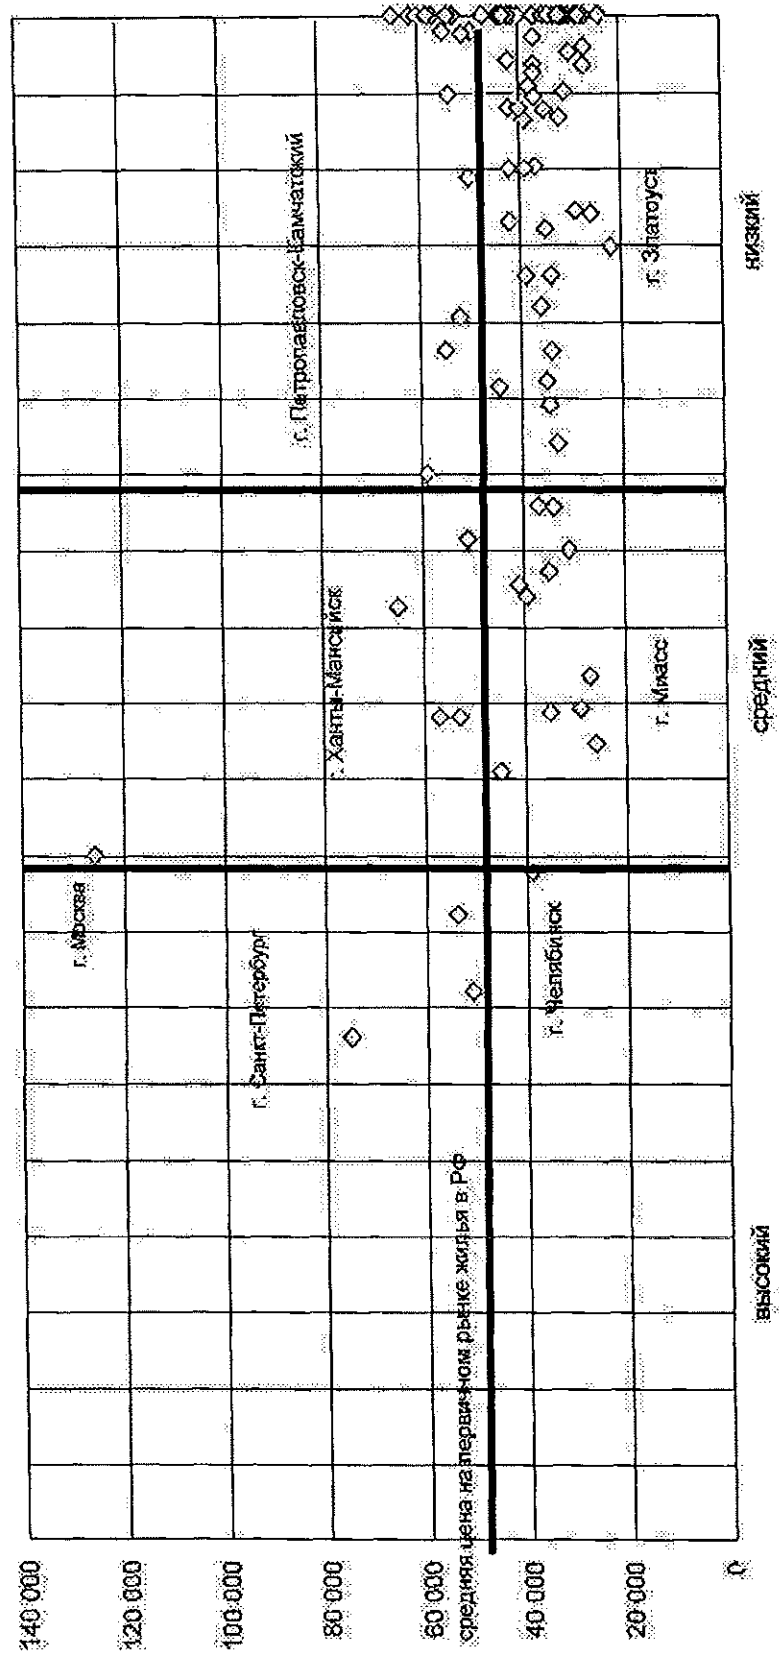 140 000
120 000
100 000
80 000
60 000
40 000
20 000
0
средняя цена на первичном рынке жилья в РФ
г. Санкт-Петербург
г. Москва
г. Челябинск
г. Ханты-Мансийск
г. Миасс
г. Петропавловск-Камчатский
г. Златоуст
высокий
средний
низкий